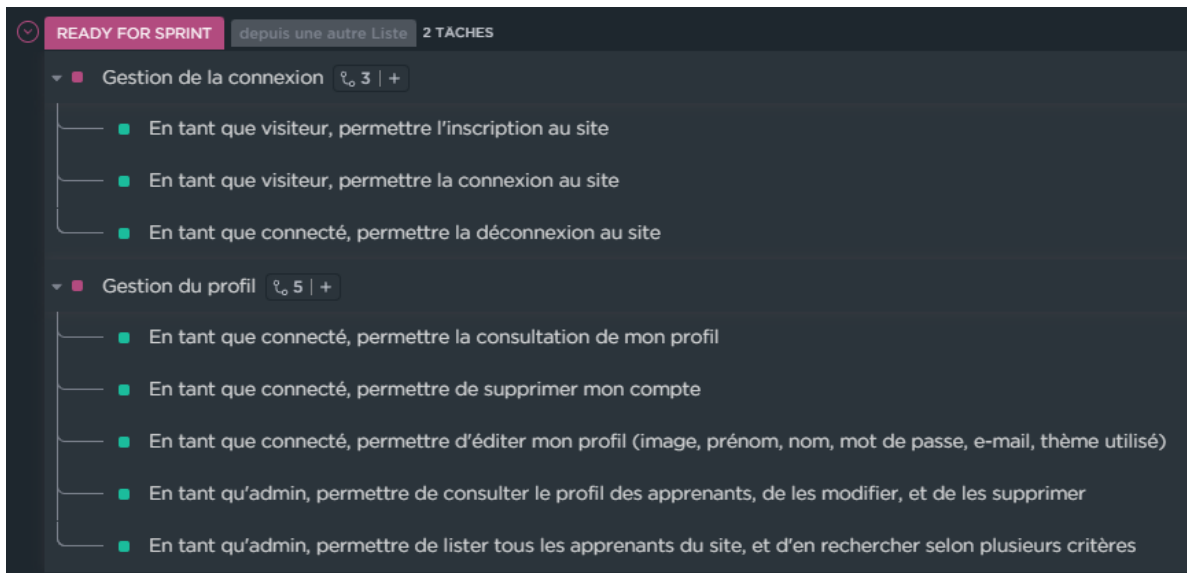 READY FOR SPRINT depuis une autre Liste 2 TÂCHES
Gestion de la connexion 3 | +
En tant que visiteur, permettre l'inscription au site
En tant que visiteur, permettre la connexion au site
En tant que connecté, permettre la déconnexion au site
Gestion du profil 5 | +
En tant que connecté, permettre la consultation de mon profil
En tant que connecté, permettre de supprimer mon compte
En tant que connecté, permettre d'éditer mon profil (image, prénom, nom, mot de passe, e-mail, thème utilisé)
En tant qu'admin, permettre de consulter le profil des apprenants, de les modifier, et de les supprimer
En tant qu'admin, permettre de lister tous les apprenants du site, et d'en rechercher selon plusieurs critères